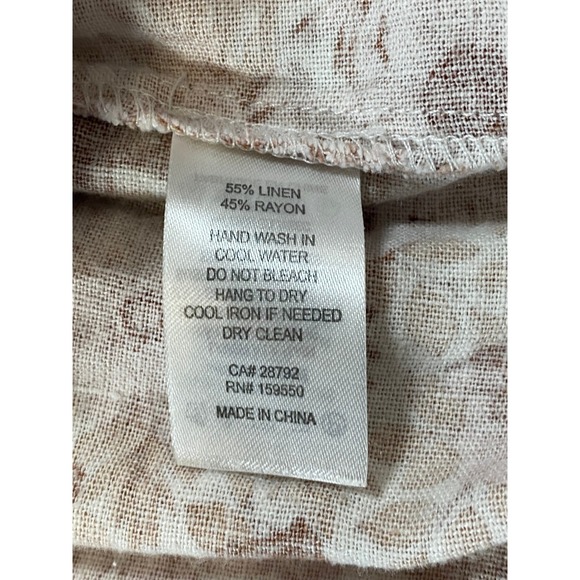 55% LINEN
45% RAYON
HAND WASH IN
COOL WATER
DO NOT BLEACH
HANG TO DRY
COOL IRON IF NEEDED
DRY CLEAN
CA# 28792
RN# 159550
MADE IN CHINA